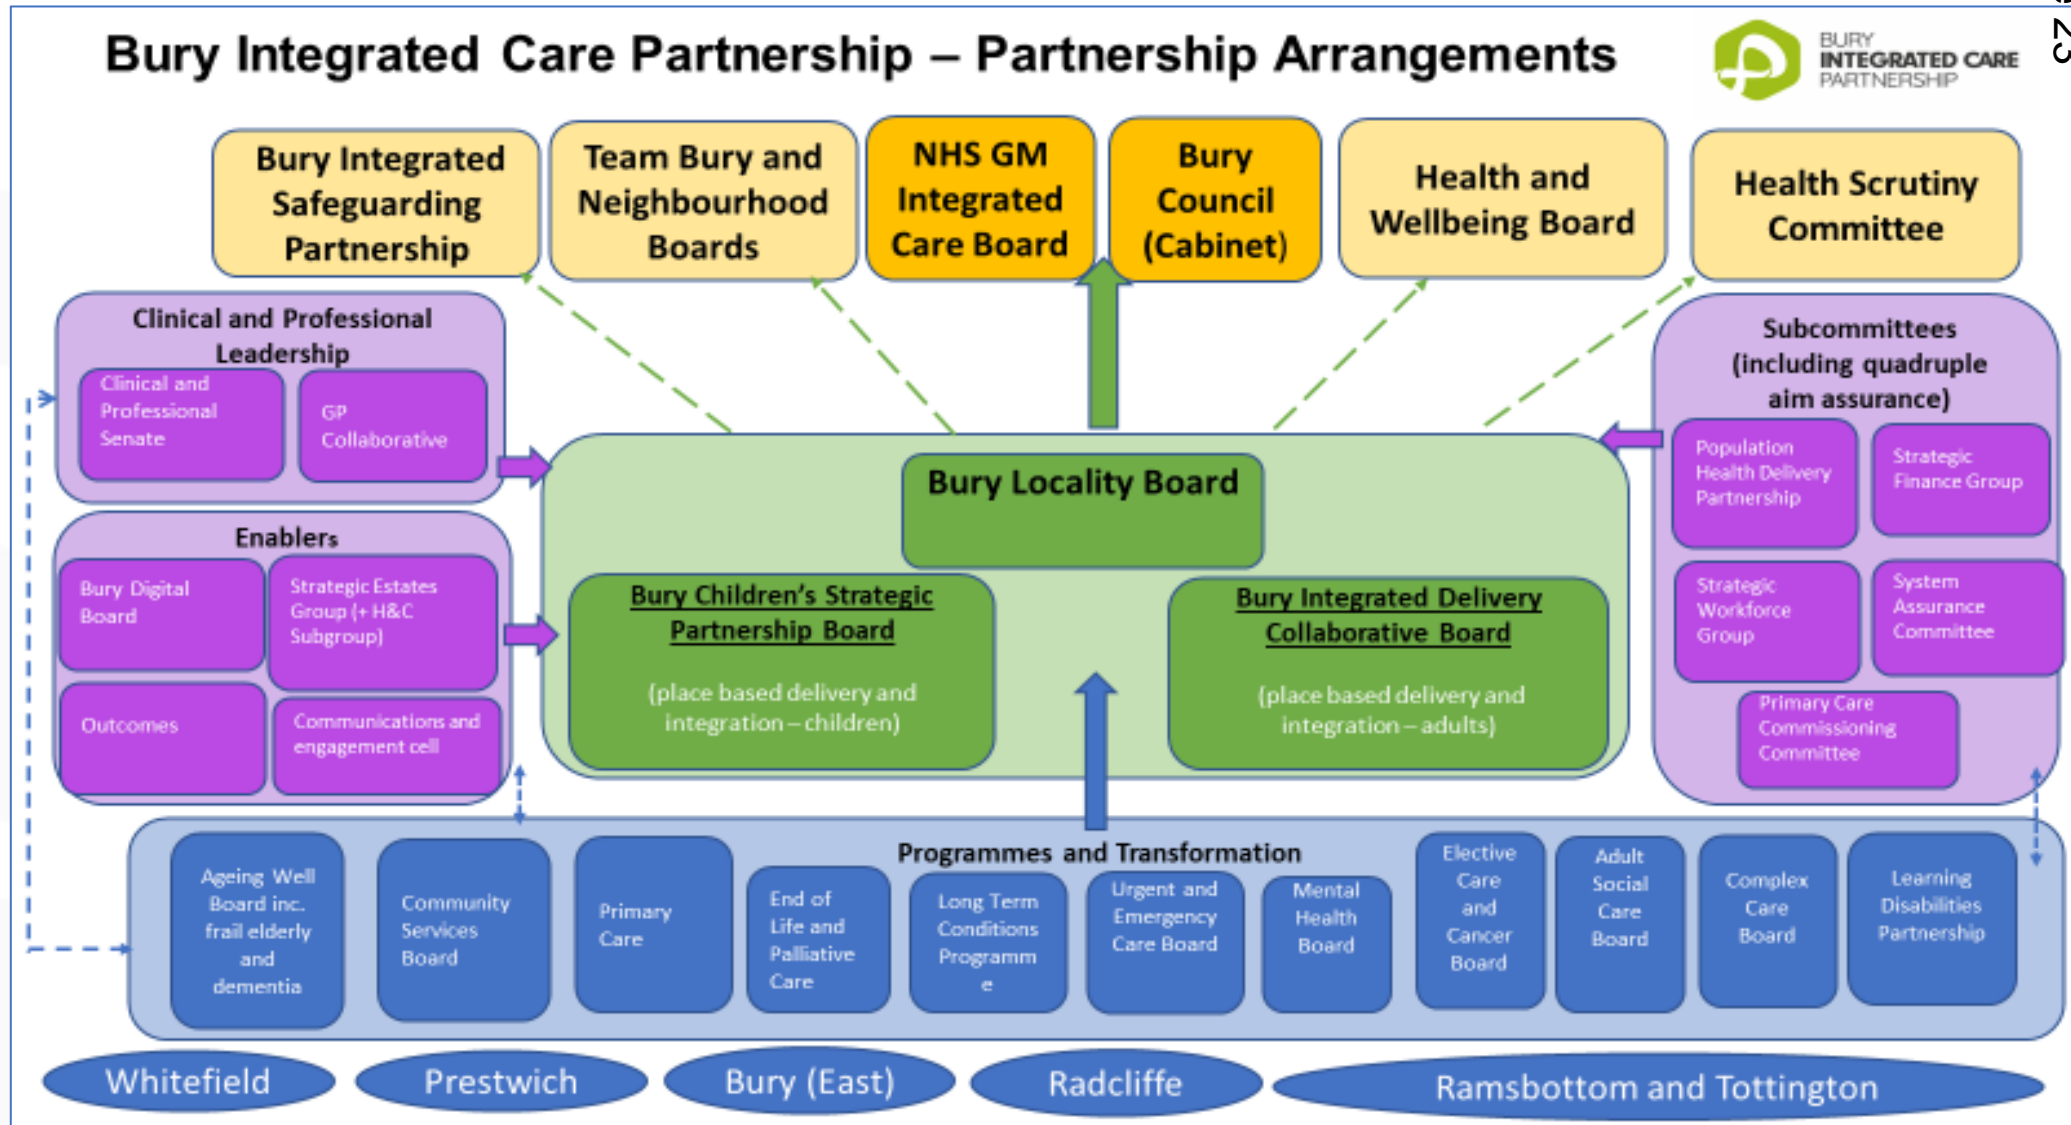 Bury Integrated Care Partnership – Partnership Arrangements
BURY
INTEGRATED CARE
PARTNERSHIP
23
Bury Integrated
Safeguarding
Partnership
Team Bury and
Neighbourhood
Boards
NHS GM
Integrated
Care Board
Bury
Council
(Cabinet)
Health and
Wellbeing Board
Health Scrutiny
Committee
Clinical and Professional
Leadership
Clinical and
Professional
Senate
GP
Collaborative
Enablers
Bury Digital
Board
Strategic Estates
Group (+ H&C
Subgroup)
Outcomes
Communications and
engagement cell
Bury Locality Board
Bury Children's Strategic
Partnership Board
(place based delivery and
integration – children)
Bury Integrated Delivery
Collaborative Board
(place based delivery and
integration – adults)
Subcommittees
(including quadruple
aim assurance)
Population
Health Delivery
Partnership
Strategic
Finance Group
Strategic
Workforce
Group
System
Assurance
Committee
Primary Care
Commissioning
Committee
Programmes and Transformation
Ageing Well
Board inc.
frail elderly
and
dementia
Community
Services
Board
Primary
Care
End of
Life and
Palliative
Care
Long Term
Conditions
Programm
e
Urgent and
Emergency
Care Board
Mental
Health
Board
Elective
Care
and
Cancer
Board
Adult
Social
Care
Board
Complex
Care
Board
Learning
Disabilities
Partnership
Whitefield
Prestwich
Bury (East)
Radcliffe
Ramsbottom and Tottington